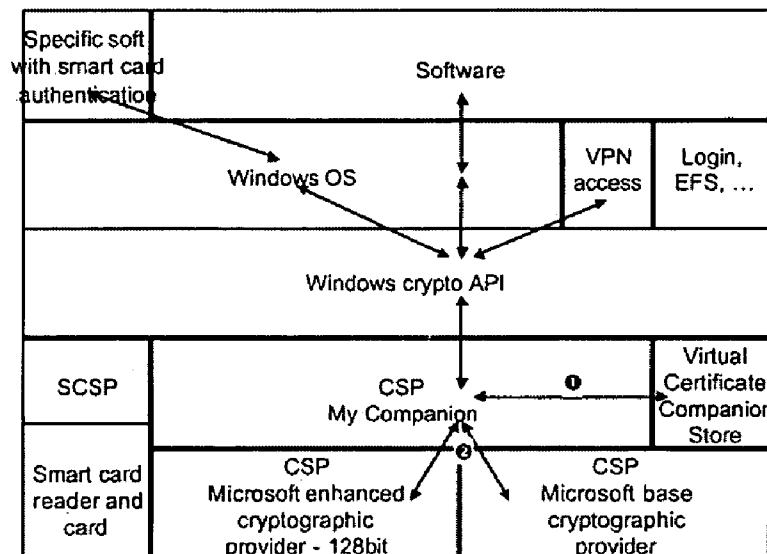 Specific soft
with smart card
authentication
Software
Windows OS
VPN
access
Login,
EFS, ...
Windows crypto API
SCSP
CSP
My Companion
❶
Virtual
Certificate
Companion
Store
❷
Smart card
reader and
card
CSP
Microsoft enhanced
cryptographic
provider - 128bit
CSP
Microsoft base
cryptographic
provider